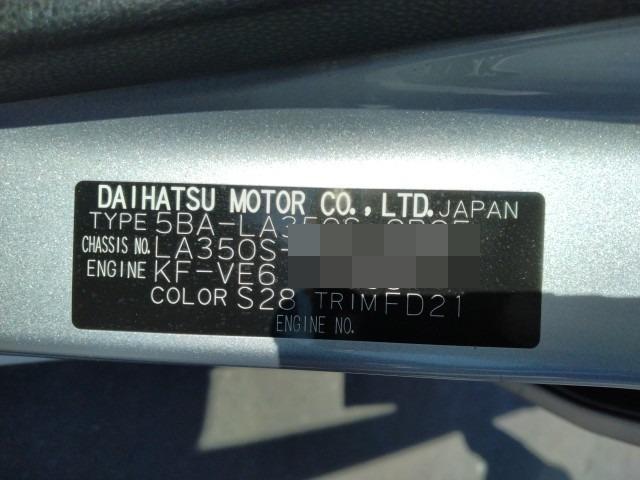 DAIHATSU MOTOR CO., LTD. JAPAN
TYPE 5BA-LA350S
CHASSIS NO. LA350S-
ENGINE KF-VE6
COLOR S28 TRIM FD21
ENGINE NO.